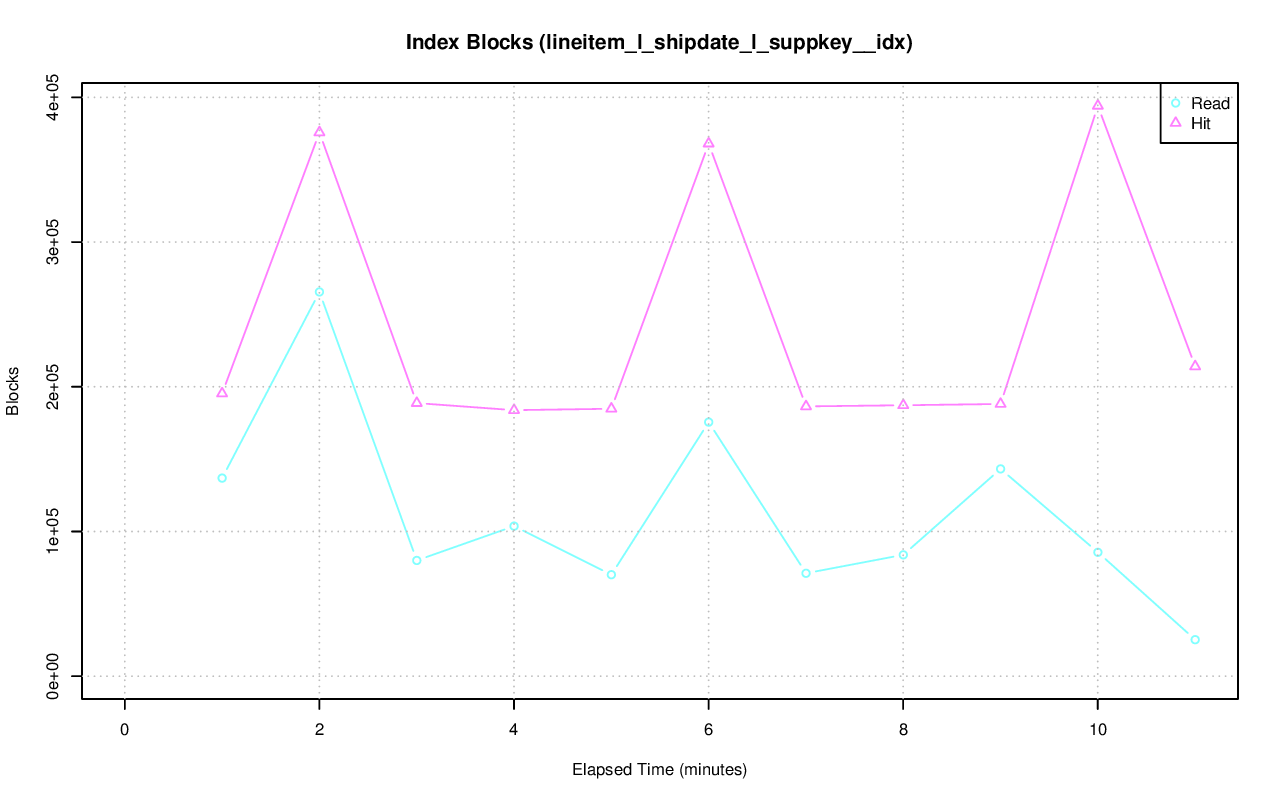 Index Blocks (lineitem_l_shipdate_l_suppkey__idx)
Read
Hit
4e+05
3e+05
2e+05
1e+05
0e+00
Blocks
0 2 4 6 8 10
Elapsed Time (minutes)